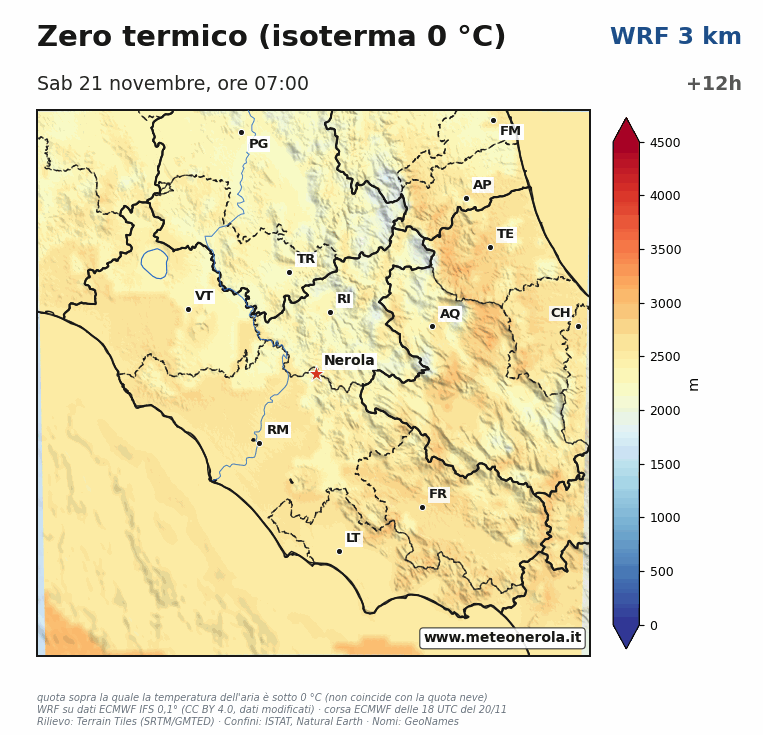 Zero termico (isoterma 0 °C)
WRF 3 km
Sab 21 novembre, ore 07:00
+12h
FM
PG
AP
TE
TR
RI
VT
AQ
CH
Nerola
RM
FR
LT
www.meteonerola.it
4500
4000
3500
3000
2500
2000
1500
1000
500
0
m
quota sopra la quale la temperatura dell'aria è sotto 0 °C (non coincide con la quota neve)
WRF su dati ECMWF IFS 0,1° (CC BY 4.0, dati modificati) · corsa ECMWF delle 18 UTC del 20/11
Rilievo: Terrain Tiles (SRTM/GMTED) · Confini: ISTAT, Natural Earth · Nomi: GeoNames